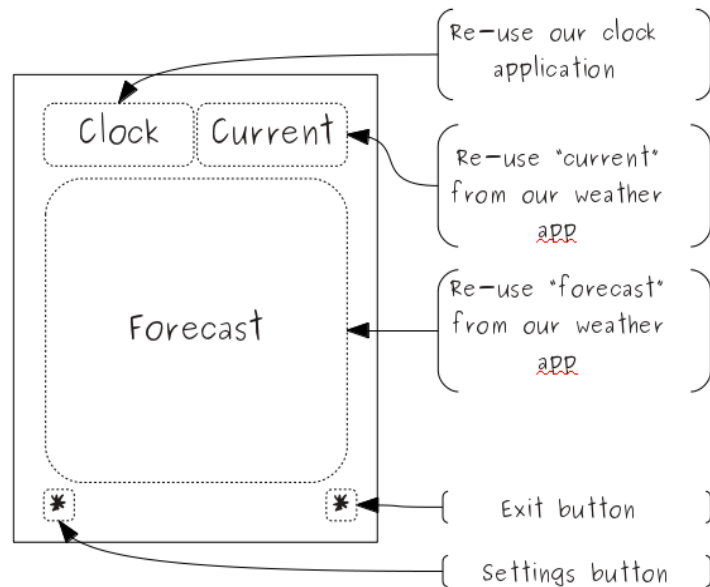 Re-use our clock
application
Clock
Current
Re-use "current"
from our weather
app
Re-use "forecast"
from our weather
app
Forecast
*
*
Exit button
Settings button